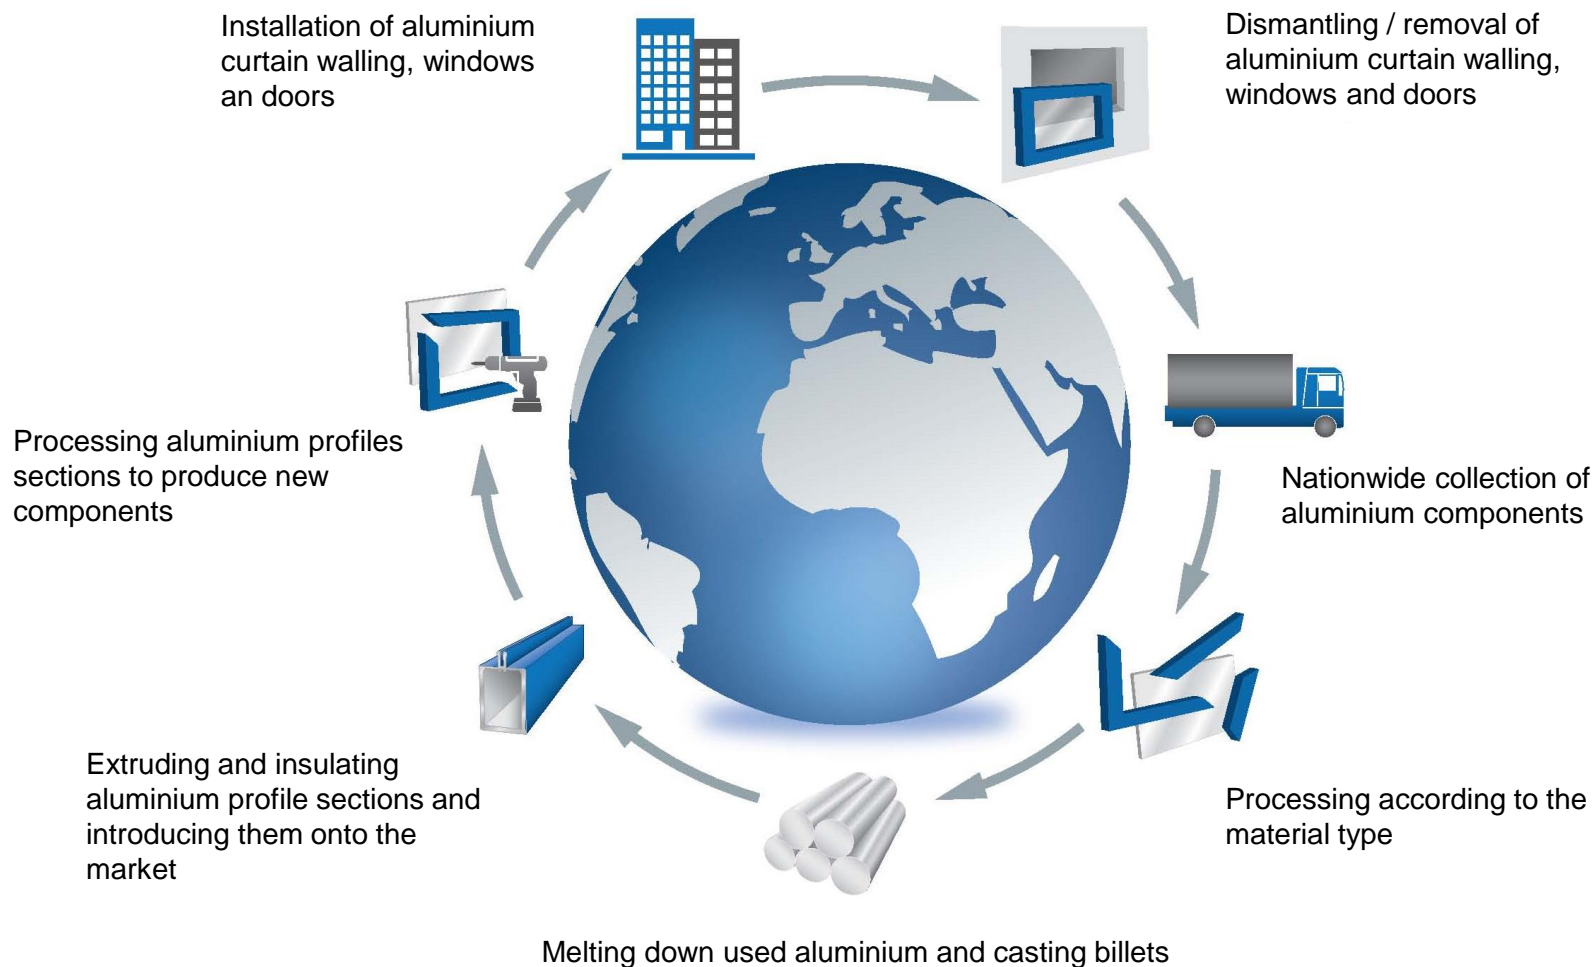 Installation of aluminium
curtain walling, windows
an doors
Dismantling / removal of
aluminium curtain walling,
windows and doors
Nationwide collection of
aluminium components
Processing according to the
material type
Melting down used aluminium and casting billets
Extruding and insulating
aluminium profile sections and
introducing them onto the
market
Processing aluminium profiles
sections to produce new
components